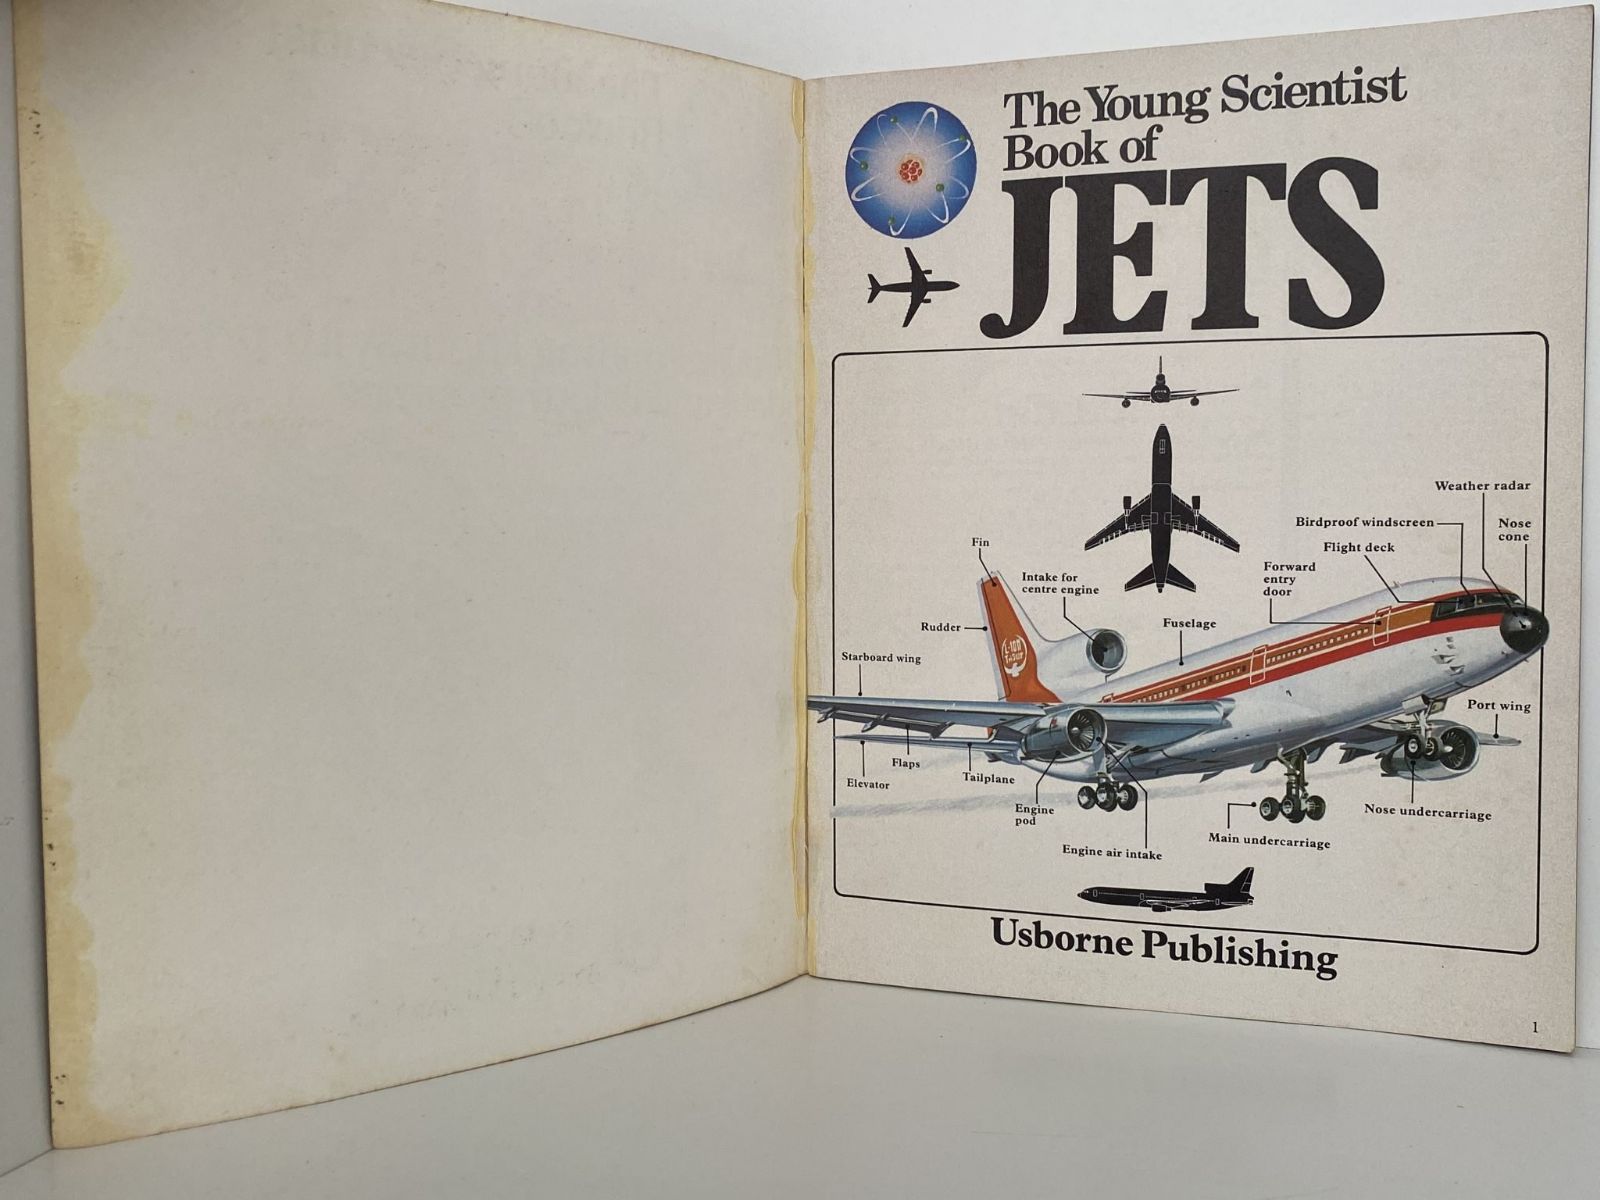 The Young Scientist
Book of
JETS
Weather radar
Birdproof windscreen
Nose
cone
Fin
Flight deck
Intake for
centre engine
Forward
entry
door
Rudder
Fuselage
Starboard wing
L-1011
TriStar
Port wing
Flaps
Elevator
Tailplane
Engine
pod
Nose undercarriage
Main undercarriage
Engine air intake
Usborne Publishing
1